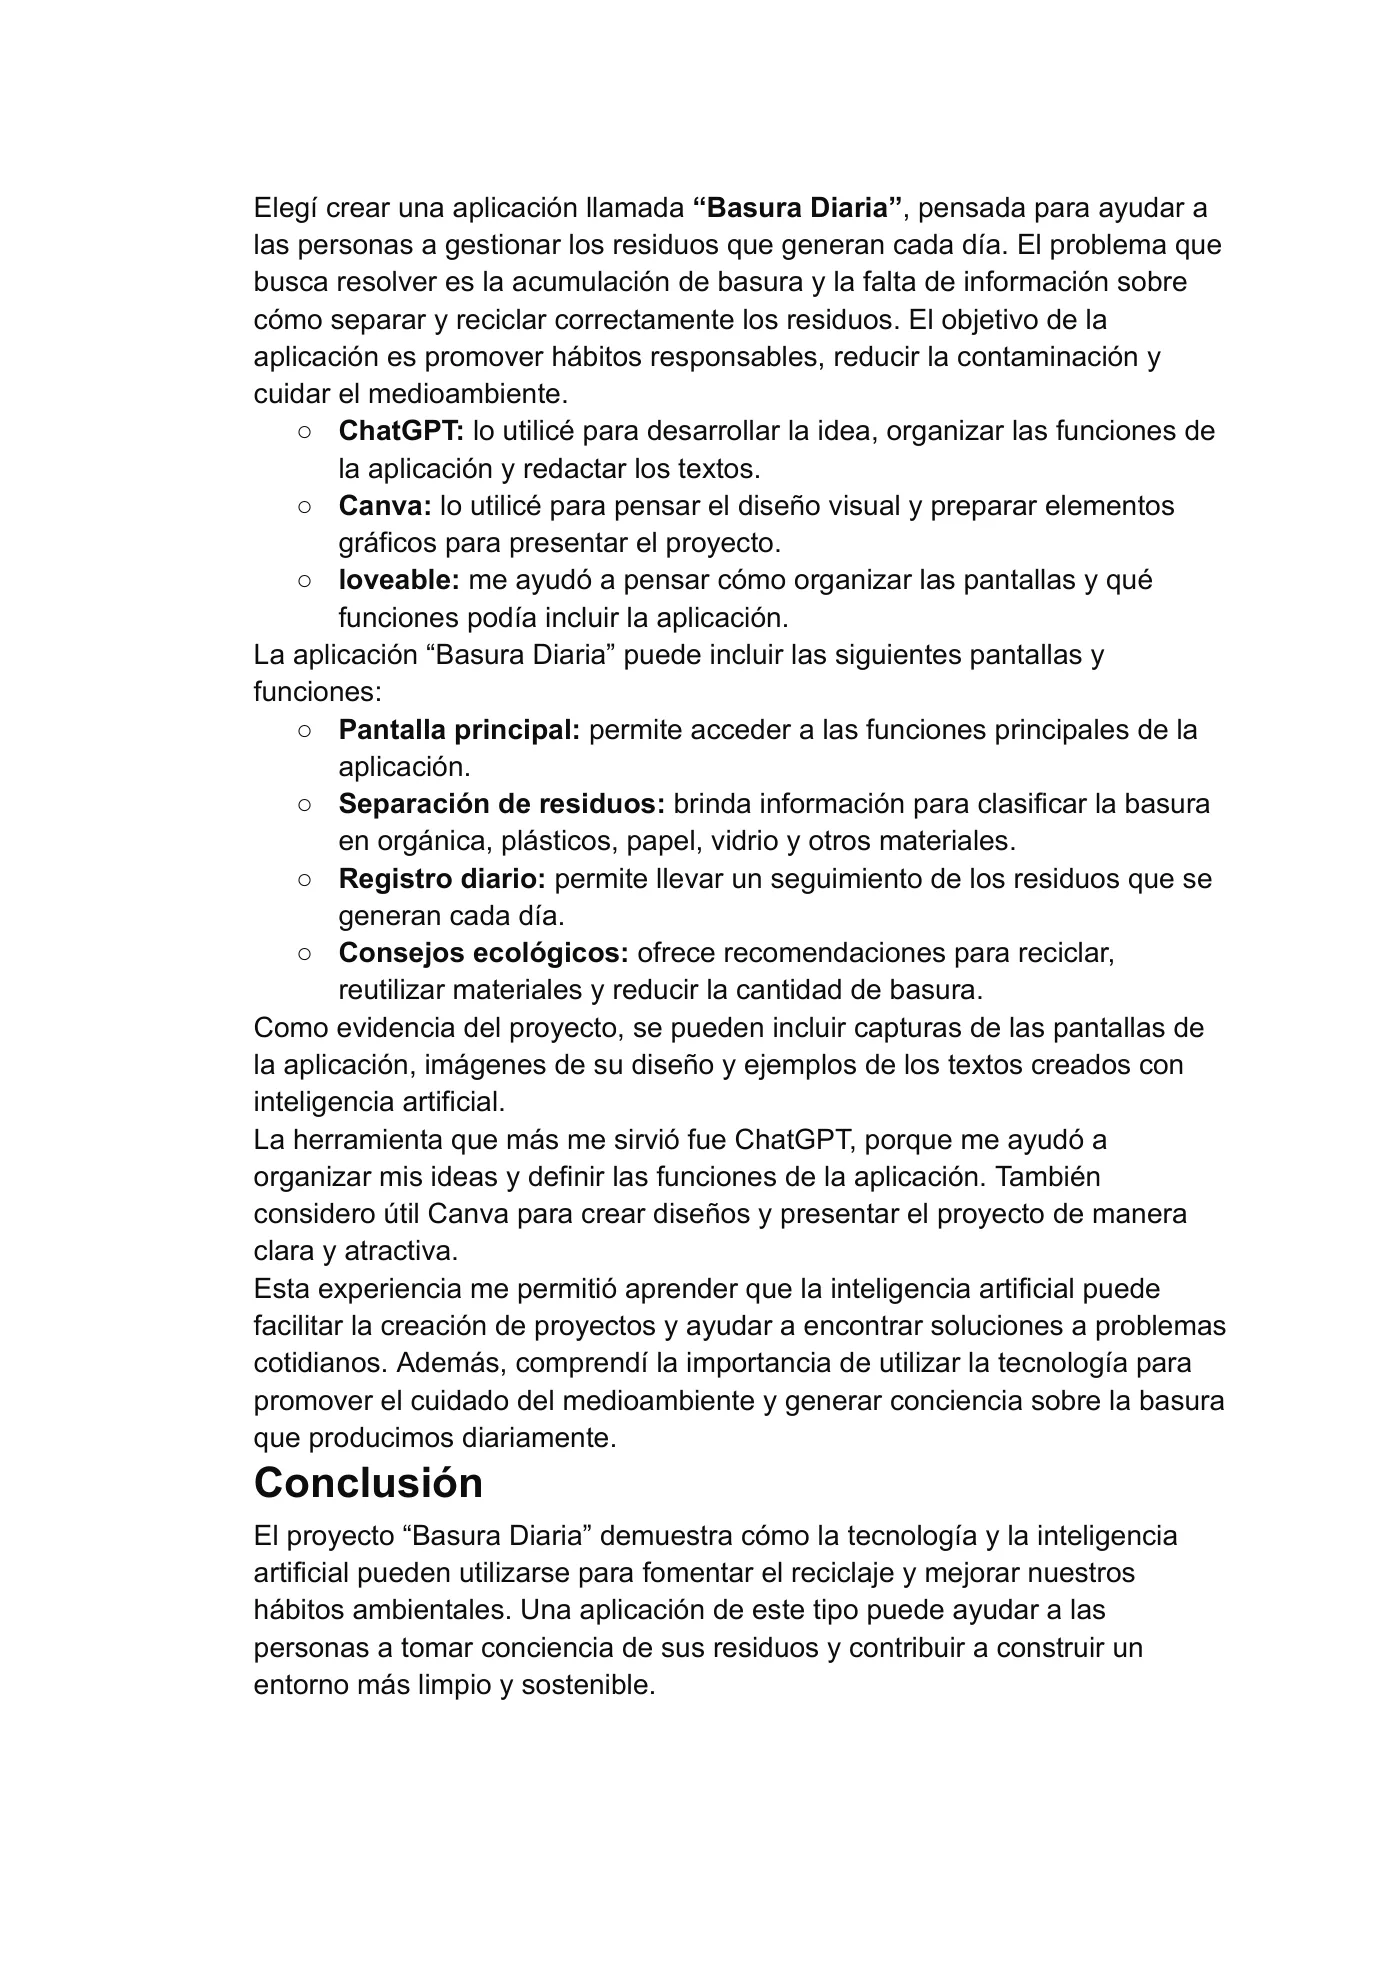 Elegí crear una aplicación llamada “Basura Diaria”, pensada para ayudar a
las personas a gestionar los residuos que generan cada día. El problema que
busca resolver es la acumulación de basura y la falta de información sobre
cómo separar y reciclar correctamente los residuos. El objetivo de la
aplicación es promover hábitos responsables, reducir la contaminación y
cuidar el medioambiente.
○ ChatGPT: lo utilicé para desarrollar la idea, organizar las funciones de
la aplicación y redactar los textos.
○ Canva: lo utilicé para pensar el diseño visual y preparar elementos
gráficos para presentar el proyecto.
○ loveable: me ayudó a pensar cómo organizar las pantallas y qué
funciones podía incluir la aplicación.
La aplicación “Basura Diaria” puede incluir las siguientes pantallas y
funciones:
○ Pantalla principal: permite acceder a las funciones principales de la
aplicación.
○ Separación de residuos: brinda información para clasificar la basura
en orgánica, plásticos, papel, vidrio y otros materiales.
○ Registro diario: permite llevar un seguimiento de los residuos que se
generan cada día.
○ Consejos ecológicos: ofrece recomendaciones para reciclar,
reutilizar materiales y reducir la cantidad de basura.
Como evidencia del proyecto, se pueden incluir capturas de las pantallas de
la aplicación, imágenes de su diseño y ejemplos de los textos creados con
inteligencia artificial.
La herramienta que más me sirvió fue ChatGPT, porque me ayudó a
organizar mis ideas y definir las funciones de la aplicación. También
considero útil Canva para crear diseños y presentar el proyecto de manera
clara y atractiva.
Esta experiencia me permitió aprender que la inteligencia artificial puede
facilitar la creación de proyectos y ayudar a encontrar soluciones a problemas
cotidianos. Además, comprendí la importancia de utilizar la tecnología para
promover el cuidado del medioambiente y generar conciencia sobre la basura
que producimos diariamente.
Conclusión
El proyecto “Basura Diaria” demuestra cómo la tecnología y la inteligencia
artificial pueden utilizarse para fomentar el reciclaje y mejorar nuestros
hábitos ambientales. Una aplicación de este tipo puede ayudar a las
personas a tomar conciencia de sus residuos y contribuir a construir un
entorno más limpio y sostenible.